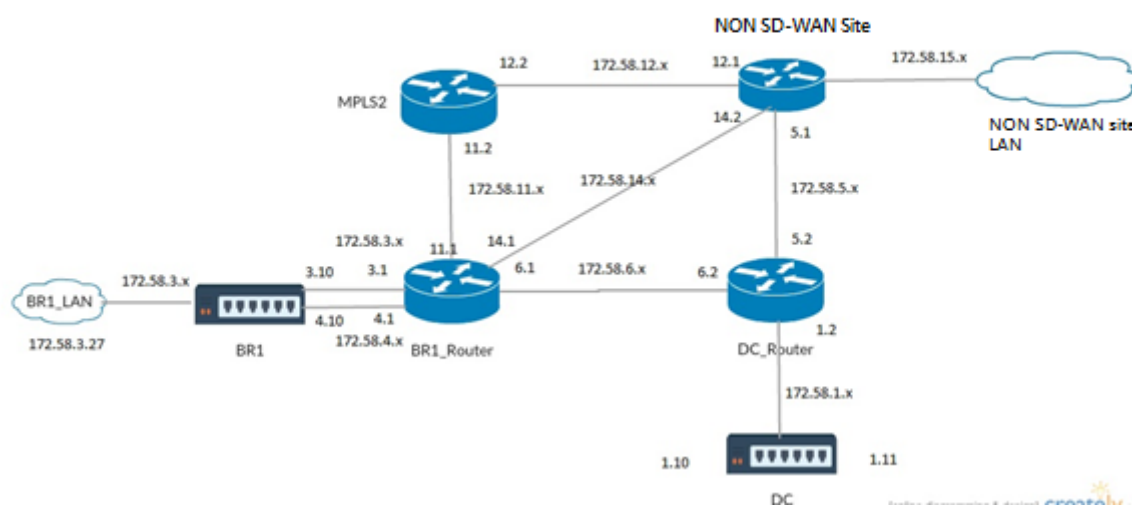 NON SD-WAN Site
12.2
172.58.12.x
12.1
172.58.15.x
MPLS2
14.2
5.1
NON SD-WAN site
LAN
11.2
172.58.11.x
172.58.14.x
172.58.5.x
172.58.3.x
11.1
14.1
5.2
172.58.3.x
3.10
3.1
6.1
172.58.6.x
6.2
BR1_LAN
4.10
4.1
1.2
172.58.3.27
BR1
172.58.4.x
BR1_Router
DC_Router
172.58.1.x
1.10
1.11
DC
creately